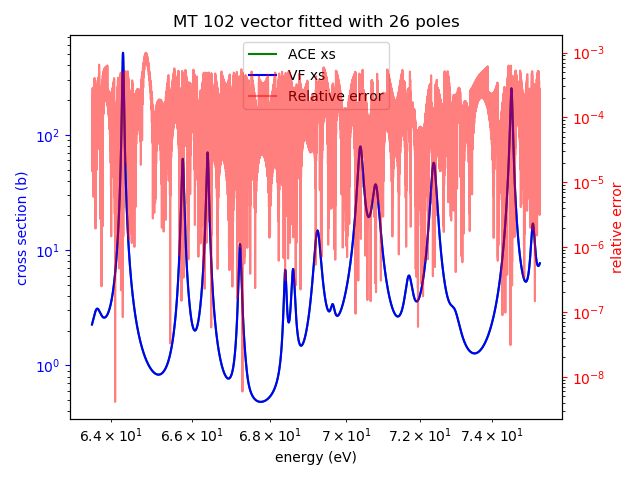 MT 102 vector fitted with 26 poles
ACE xs
VF xs
Relative error
cross section (b)
10²
10¹
10⁰
relative error
10⁻³
10⁻⁴
10⁻⁵
10⁻⁶
10⁻⁷
10⁻⁸
6.4 × 10¹ 6.6 × 10¹ 6.8 × 10¹ 7 × 10¹ 7.2 × 10¹ 7.4 × 10¹
energy (eV)